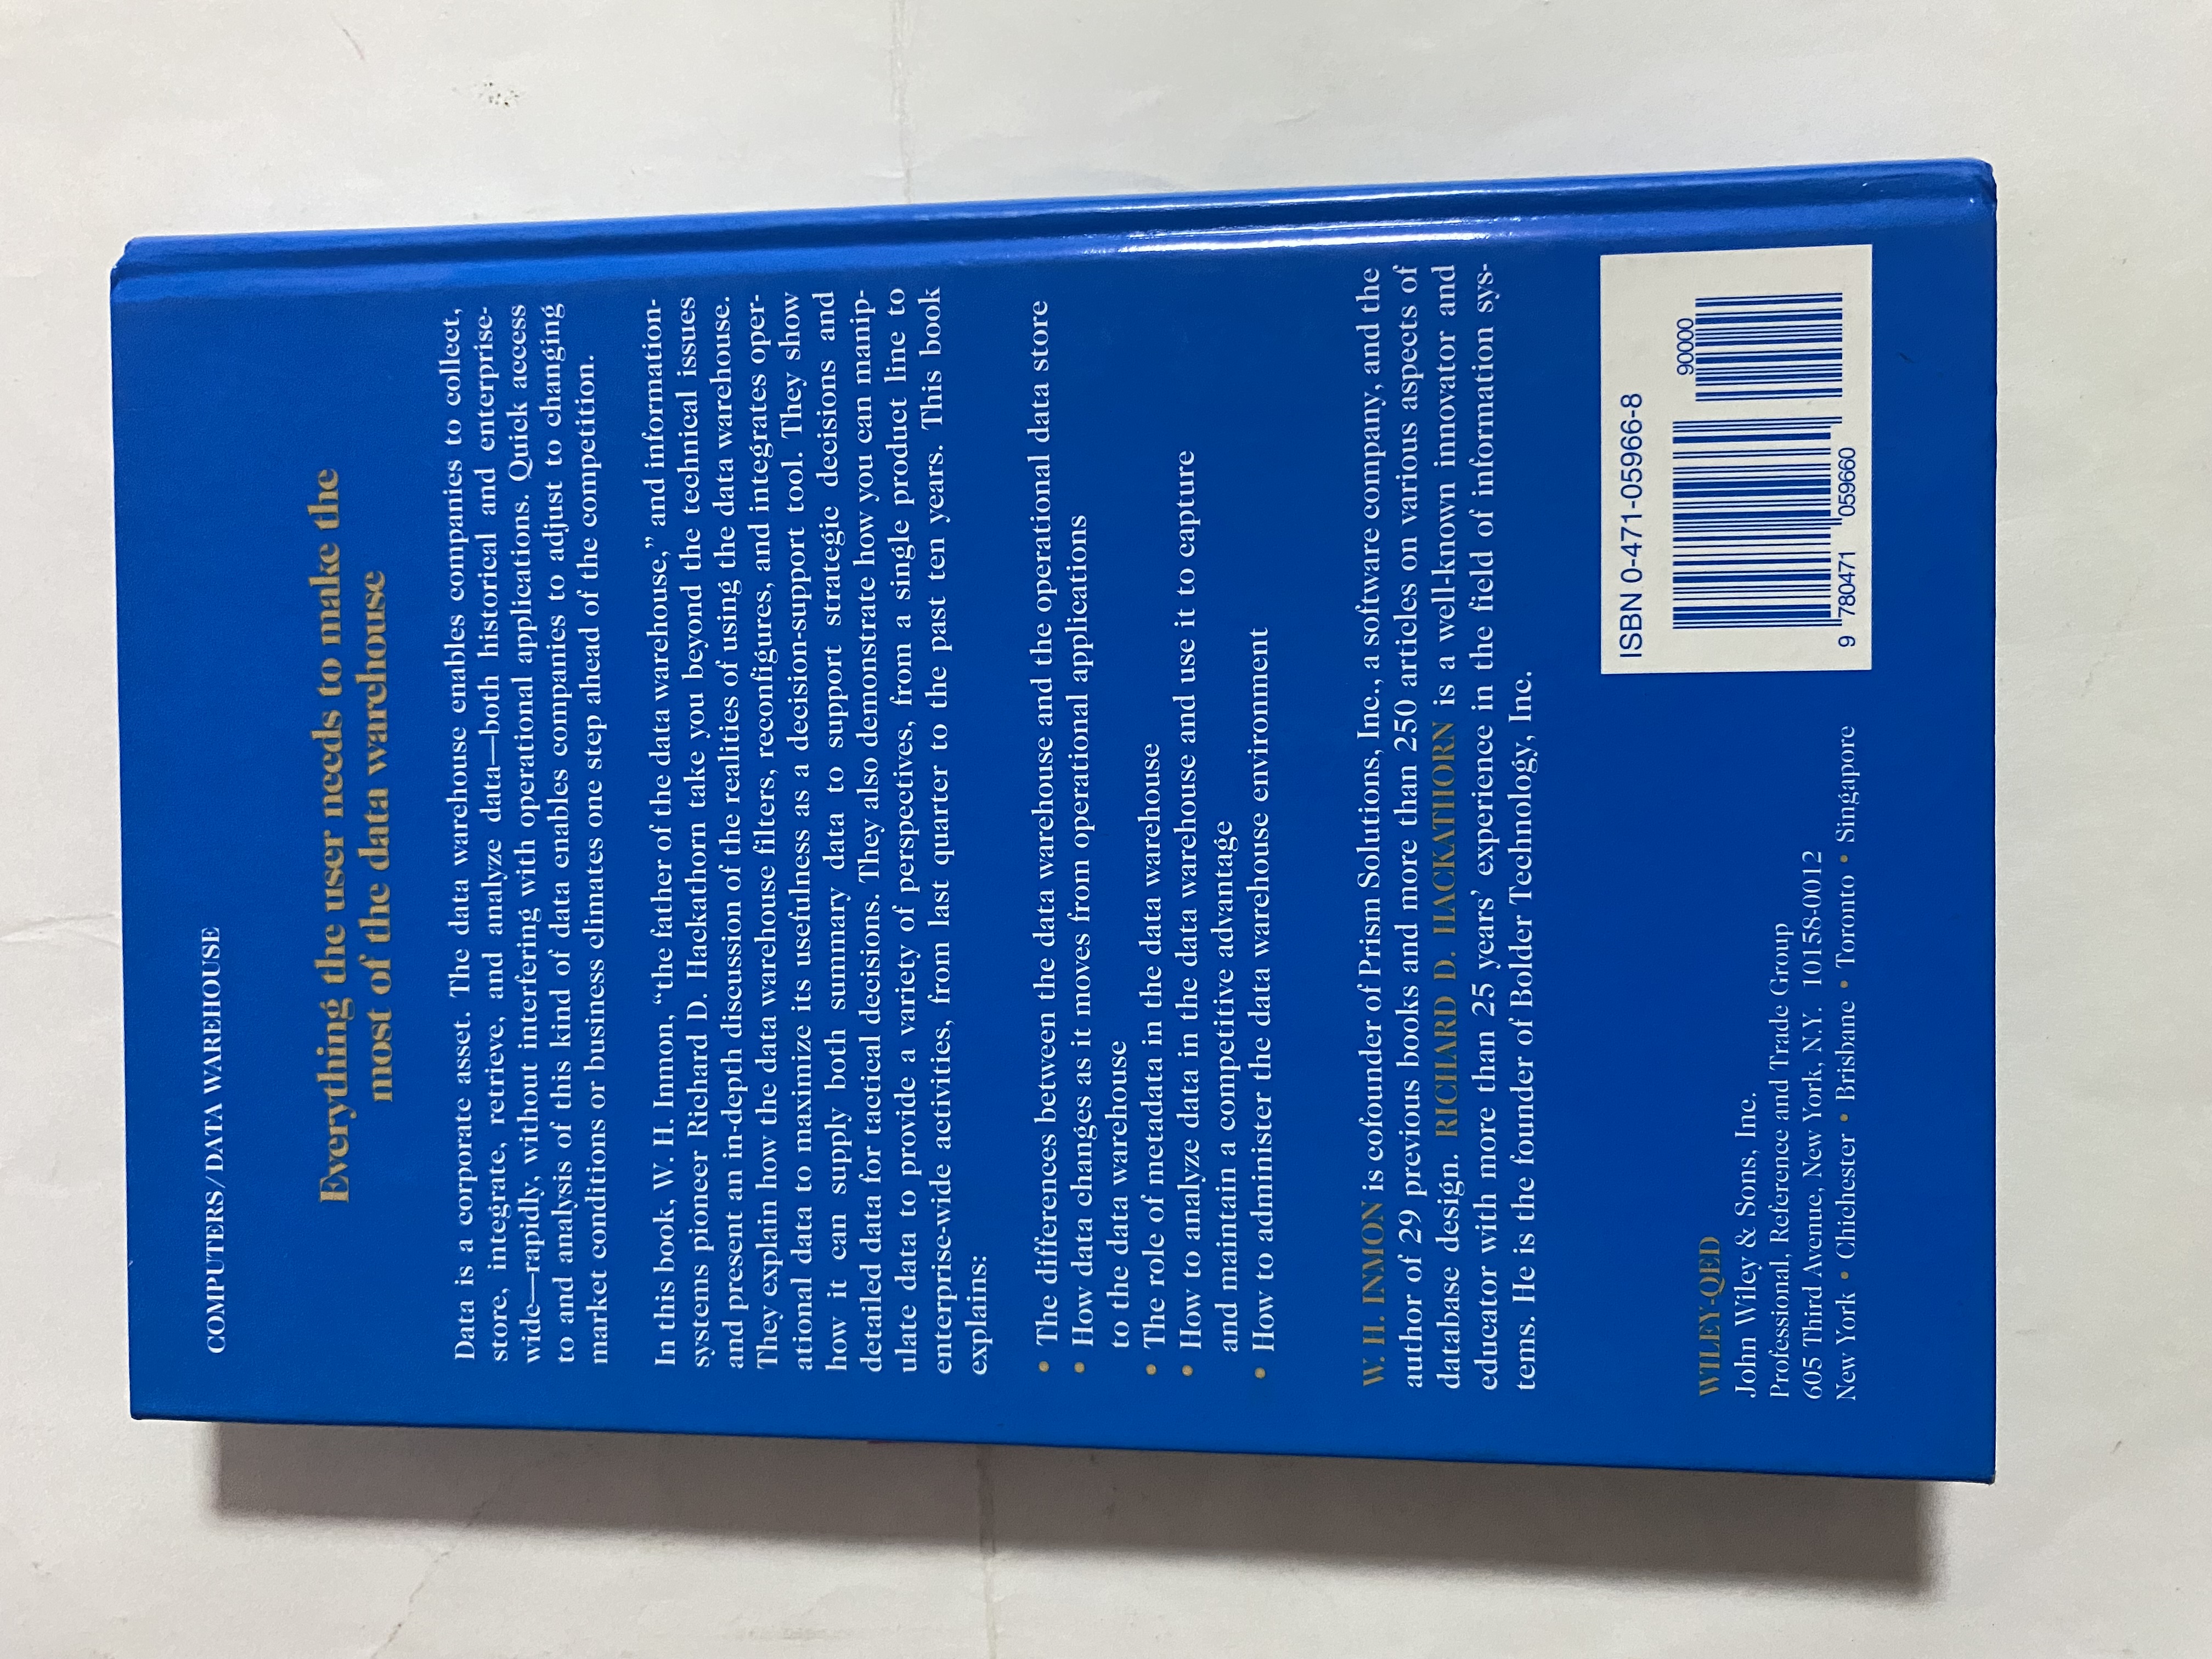 COMPUTERS/DATA WAREHOUSE
Everything the user needs to make the
most of the data warehouse
Data is a corporate asset. The data warehouse enables companies to collect,
store, integrate, retrieve, and analyze data—both historical and enterprise-
wide—rapidly, without interfering with operational applications. Quick access
to and analysis of this kind of data enables companies to adjust to changing
market conditions or business climates one step ahead of the competition.
In this book, W. H. Inmon, “the father of the data warehouse,” and information-
systems pioneer Richard D. Hackathorn take you beyond the technical issues
and present an in-depth discussion of the realities of using the data warehouse.
They explain how the data warehouse filters, reconfigures, and integrates oper-
ational data to maximize its usefulness as a decision-support tool. They show
how it can supply both summary data to support strategic decisions and
detailed data for tactical decisions. They also demonstrate how you can manip-
ulate data to provide a variety of perspectives, from a single product line to
enterprise-wide activities, from last quarter to the past ten years. This book
explains:
• The differences between the data warehouse and the operational data store
• How data changes as it moves from operational applications
to the data warehouse
• The role of metadata in the data warehouse
• How to analyze data in the data warehouse and use it to capture
and maintain a competitive advantage
• How to administer the data warehouse environment
W. H. INMON is cofounder of Prism Solutions, Inc., a software company, and the
author of 29 previous books and more than 250 articles on various aspects of
database design. RICHARD D. HACKATHORN is a well-known innovator and
educator with more than 25 years’ experience in the field of information sys-
tems. He is the founder of Bolder Technology, Inc.
WILEY-QED
John Wiley & Sons, Inc.
Professional, Reference and Trade Group
605 Third Avenue, New York, N.Y. 10158-0012
New York • Chichester • Brisbane • Toronto • Singapore
ISBN 0-471-05966-8
90000
9 780471 059660